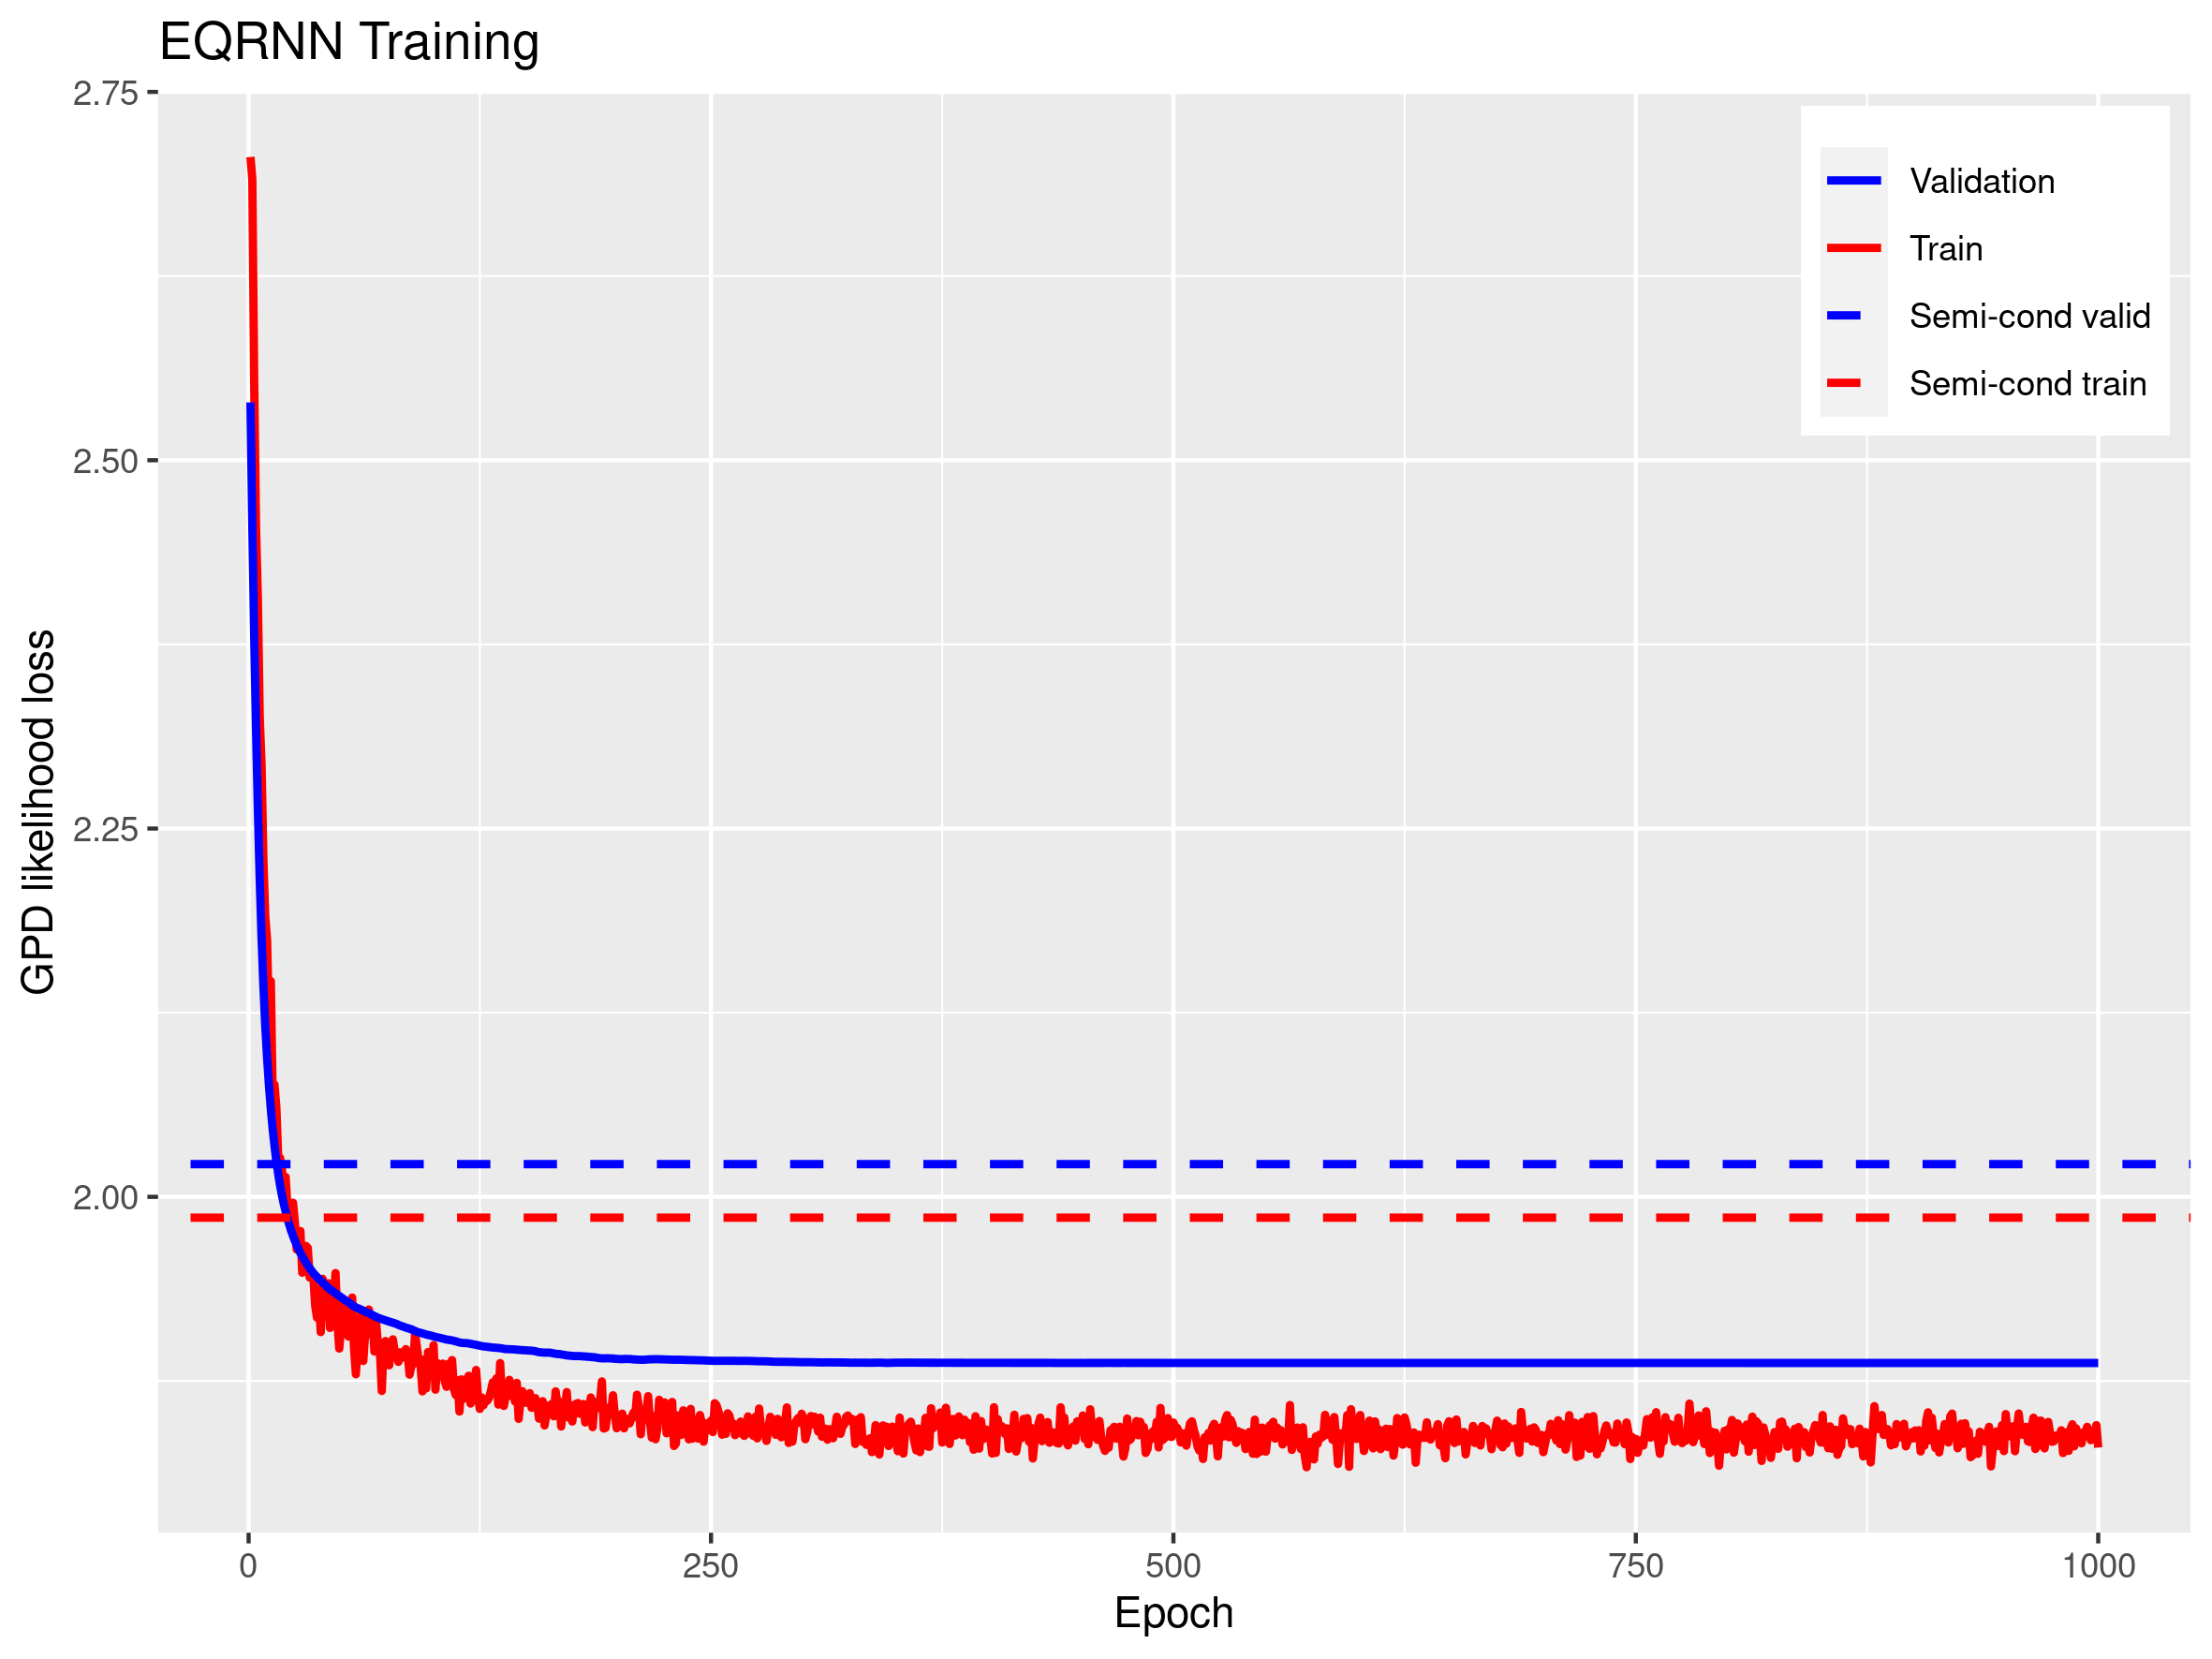 EQRNN Training
2.75
2.50
2.25
2.00
GPD likelihood loss
Validation
Train
Semi-cond valid
Semi-cond train
0 250 500 750 1000
Epoch